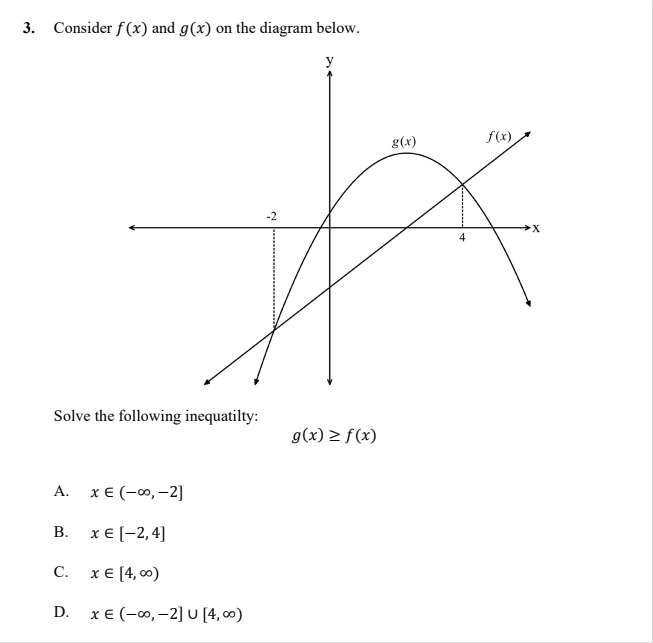 3. Consider f(x) and g(x) on the diagram below.
y
g(x)
f(x)
-2
x
4
Solve the following inequatilty:
g(x) ≥ f(x)
A. x ∈ (−∞, −2]
B. x ∈ [−2, 4]
C. x ∈ [4, ∞)
D. x ∈ (−∞, −2] ∪ [4, ∞)